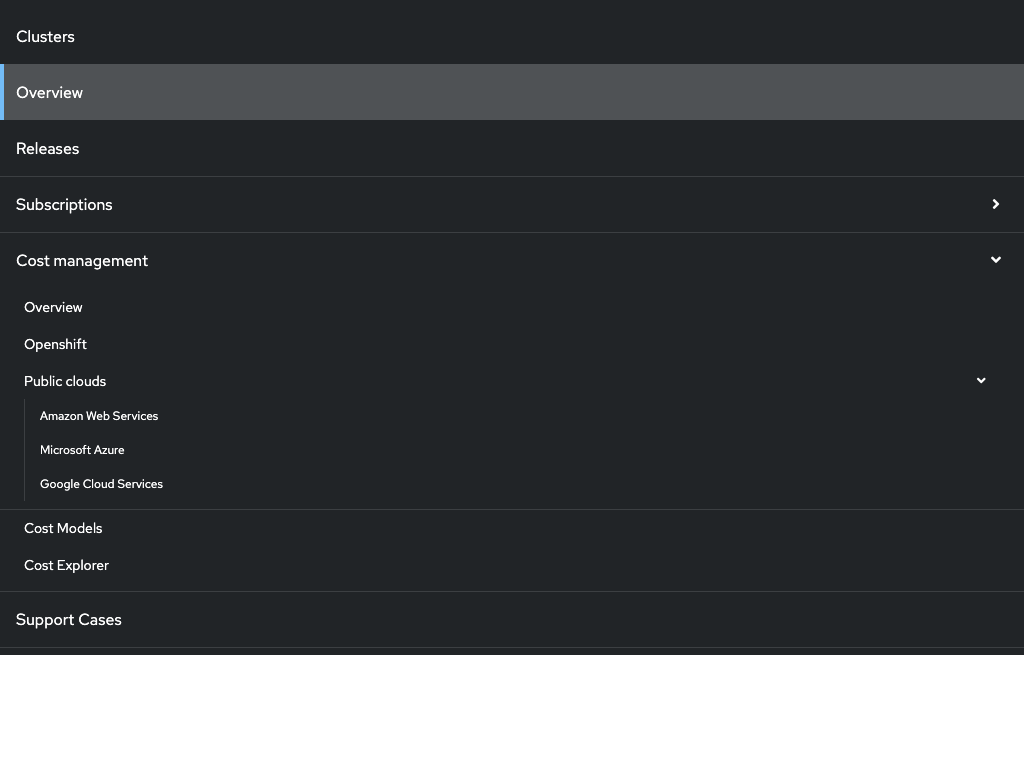 Clusters
Overview
Releases
Subscriptions
Cost management
Overview
Openshift
Public clouds
Amazon Web Services
Microsoft Azure
Google Cloud Services
Cost Models
Cost Explorer
Support Cases